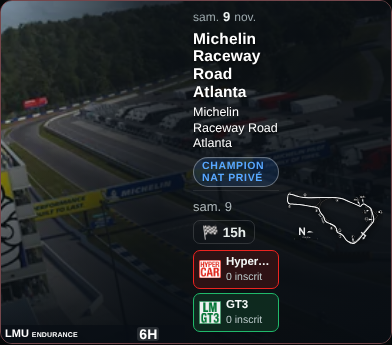 sam. 9 nov.
Michelin
Raceway
Road
Atlanta
Michelin
Raceway Road
Atlanta
CHAMPION
NAT PRIVÉ
sam. 9
15h
HYPER
CAR
Hyper...
0 inscrit
LM
GT3
GT3
0 inscrit
N
MICHELIN
LMU ENDURANCE
6H